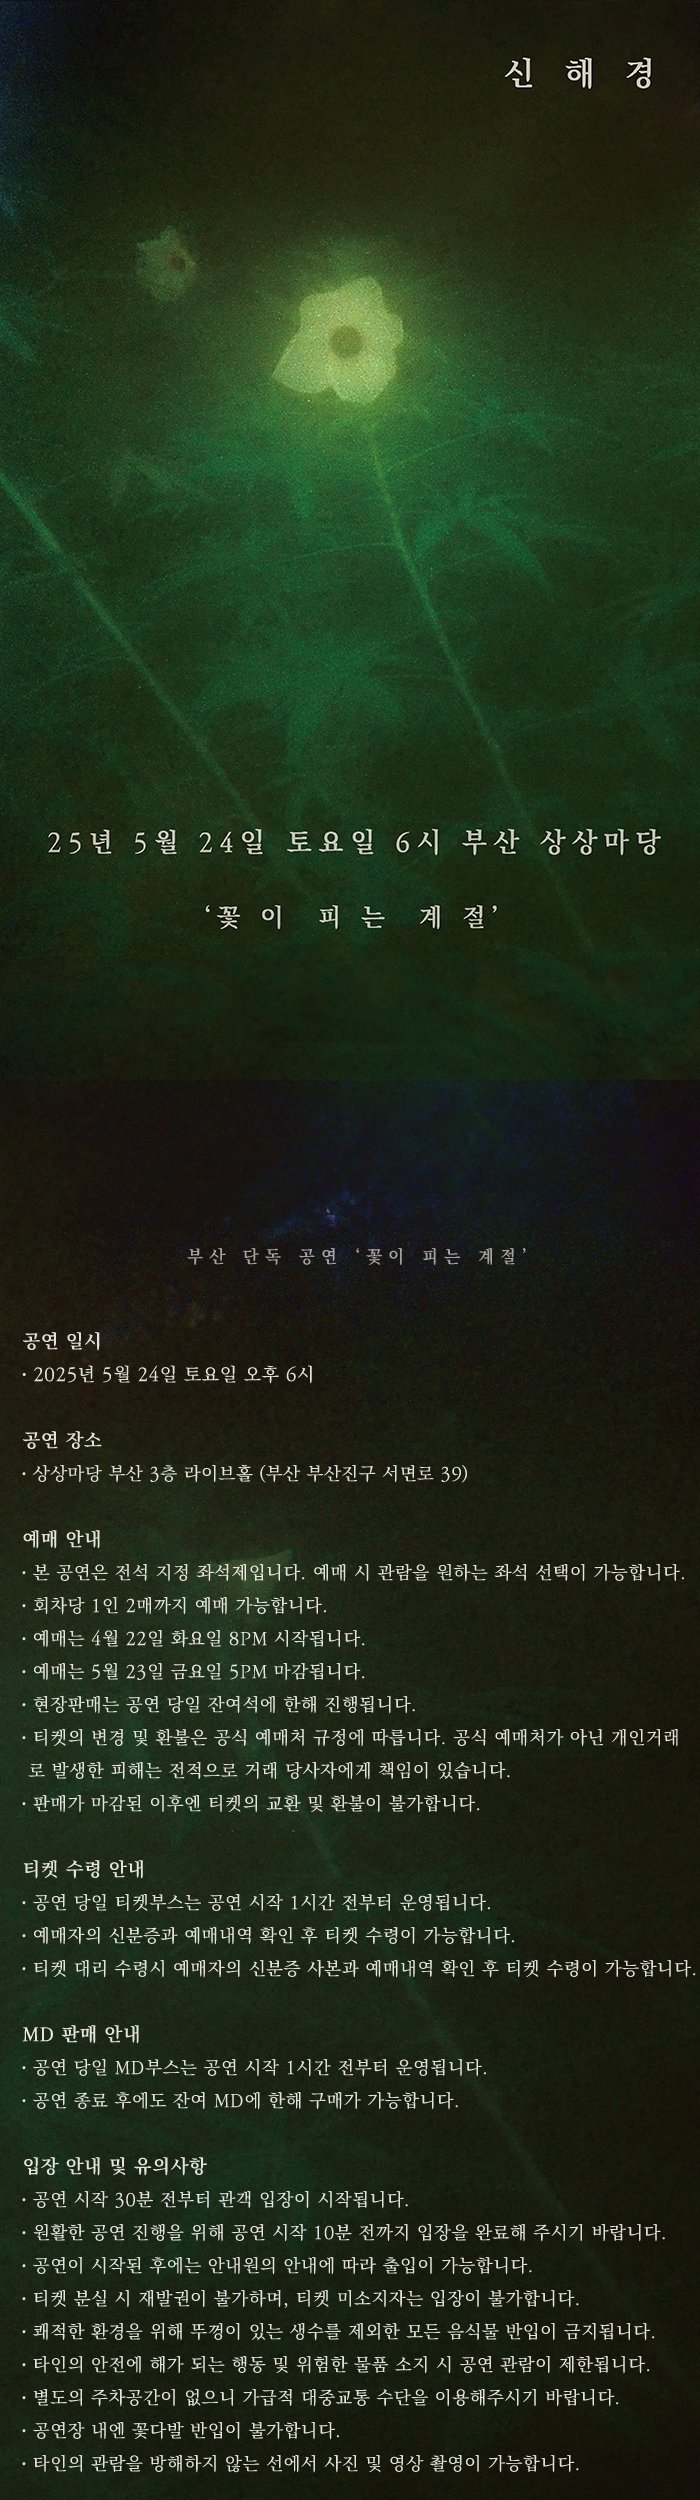 신 해 경
25년 5월 24일 토요일 6시 부산 상상마당
‘꽃 이 피 는 계 절’
부산 단독 공연 ‘꽃이 피는 계절’
공연 일시
· 2025년 5월 24일 토요일 오후 6시
공연 장소
· 상상마당 부산 3층 라이브홀 (부산 부산진구 서면로 39)
예매 안내
· 본 공연은 전석 지정 좌석제입니다. 예매 시 관람을 원하는 좌석 선택이 가능합니다.
· 회차당 1인 2매까지 예매 가능합니다.
· 예매는 4월 22일 화요일 8PM 시작됩니다.
· 예매는 5월 23일 금요일 5PM 마감됩니다.
· 현장판매는 공연 당일 잔여석에 한해 진행됩니다.
· 티켓의 변경 및 환불은 공식 예매처 규정에 따릅니다. 공식 예매처가 아닌 개인거래
로 발생한 피해는 전적으로 거래 당사자에게 책임이 있습니다.
· 판매가 마감된 이후엔 티켓의 교환 및 환불이 불가합니다.
티켓 수령 안내
· 공연 당일 티켓부스는 공연 시작 1시간 전부터 운영됩니다.
· 예매자의 신분증과 예매내역 확인 후 티켓 수령이 가능합니다.
· 티켓 대리 수령시 예매자의 신분증 사본과 예매내역 확인 후 티켓 수령이 가능합니다.
MD 판매 안내
· 공연 당일 MD부스는 공연 시작 1시간 전부터 운영됩니다.
· 공연 종료 후에도 잔여 MD에 한해 구매가 가능합니다.
입장 안내 및 유의사항
· 공연 시작 30분 전부터 관객 입장이 시작됩니다.
· 원활한 공연 진행을 위해 공연 시작 10분 전까지 입장을 완료해 주시기 바랍니다.
· 공연이 시작된 후에는 안내원의 안내에 따라 출입이 가능합니다.
· 티켓 분실 시 재발권이 불가하며, 티켓 미소지자는 입장이 불가합니다.
· 쾌적한 환경을 위해 뚜껑이 있는 생수를 제외한 모든 음식물 반입이 금지됩니다.
· 타인의 안전에 해가 되는 행동 및 위험한 물품 소지 시 공연 관람이 제한됩니다.
· 별도의 주차공간이 없으니 가급적 대중교통 수단을 이용해주시기 바랍니다.
· 공연장 내엔 꽃다발 반입이 불가합니다.
· 타인의 관람을 방해하지 않는 선에서 사진 및 영상 촬영이 가능합니다.